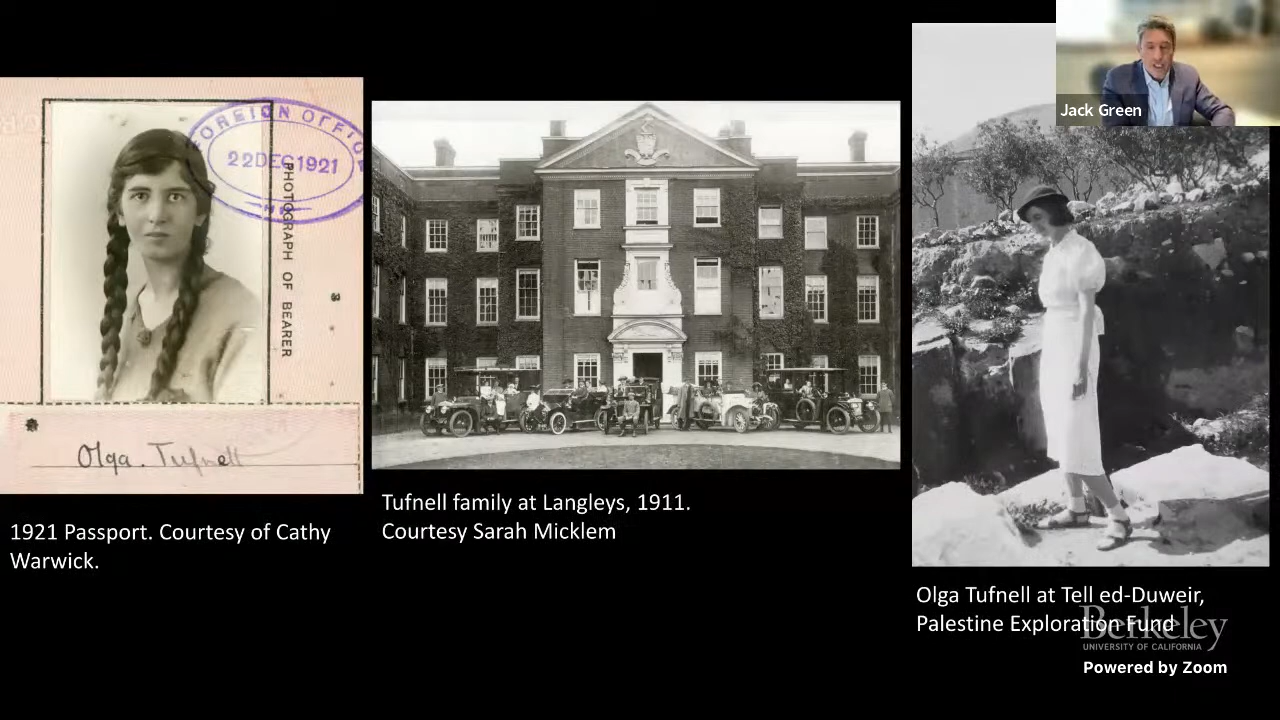 Jack Green
FOREIGN OFFICE
22 DEC 1921
PHOTOGRAPH OF BEARER
Olga. Tufnell
1921 Passport. Courtesy of Cathy
Warwick.
Tufnell family at Langleys, 1911.
Courtesy Sarah Micklem
Olga Tufnell at Tell ed-Duweir,
Palestine Exploration Fund
Berkeley
UNIVERSITY OF CALIFORNIA
Powered by Zoom